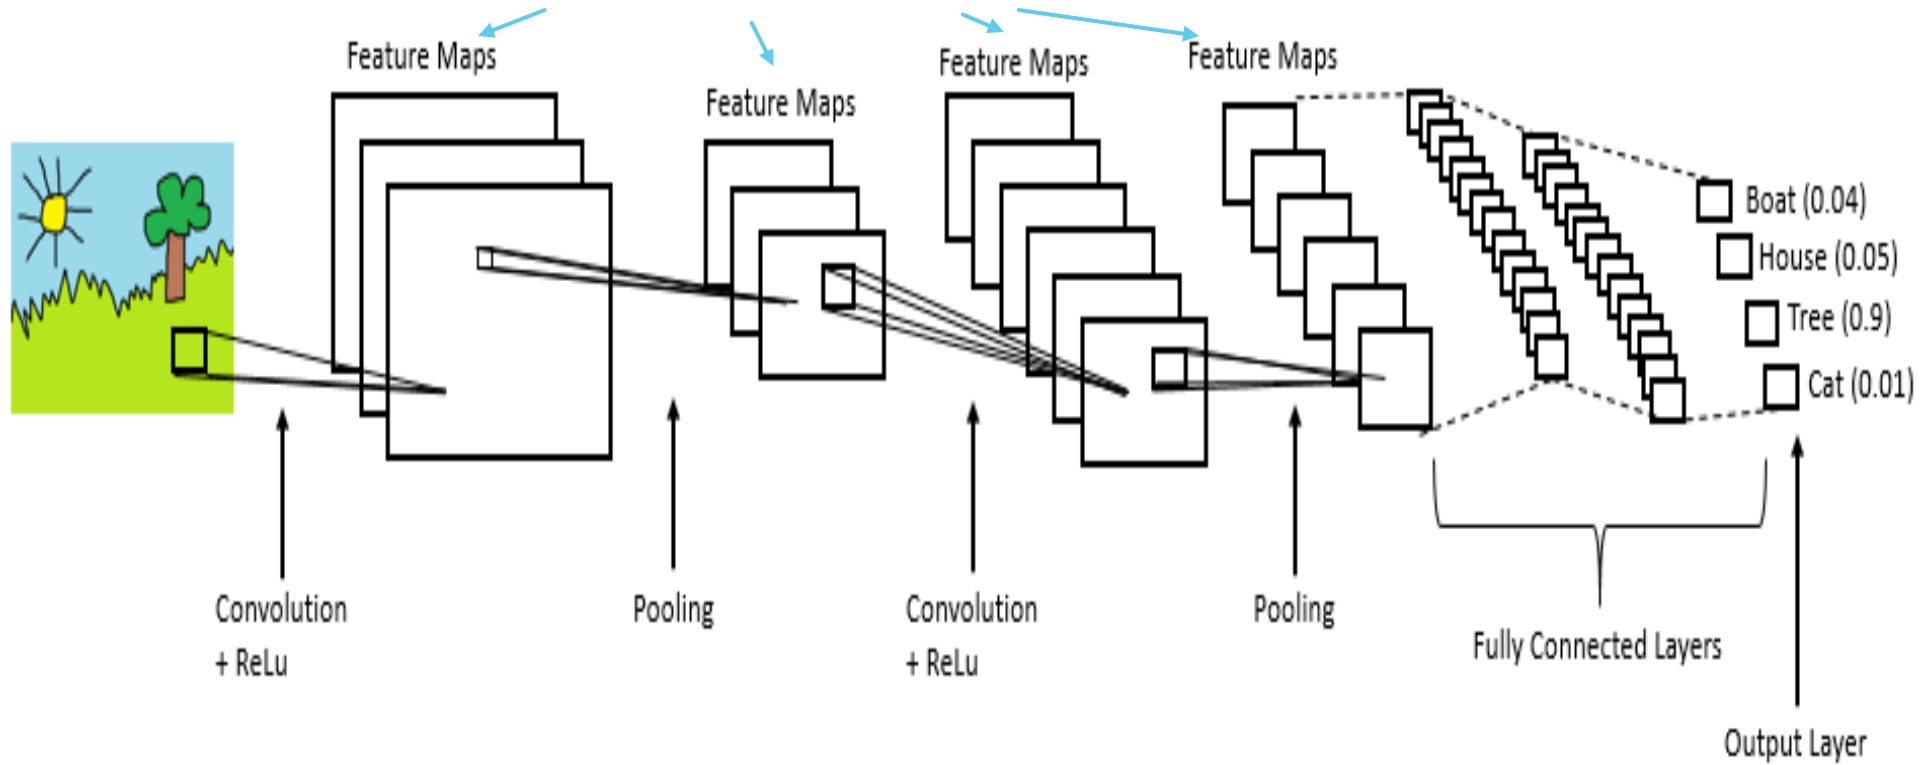 Feature Maps
Feature Maps
Feature Maps
Feature Maps
Boat (0.04)
House (0.05)
Tree (0.9)
Cat (0.01)
Convolution
+ ReLu
Pooling
Convolution
+ ReLu
Pooling
Fully Connected Layers
Output Layer